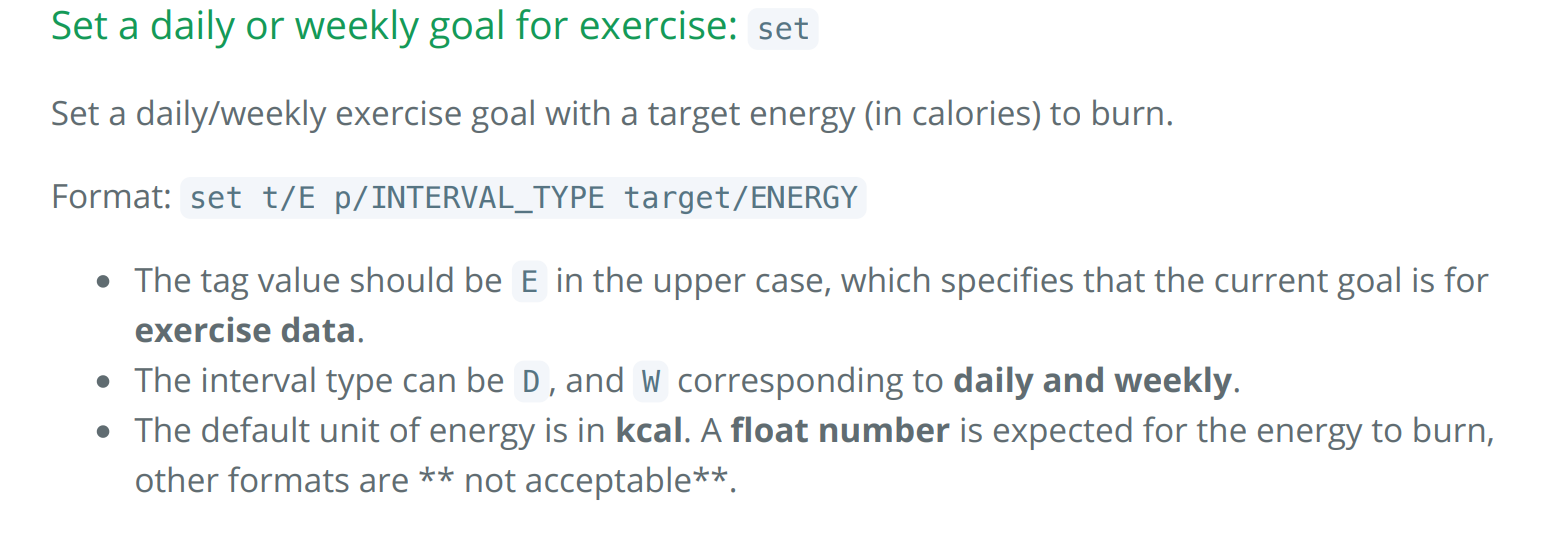 Set a daily or weekly goal for exercise: set
Set a daily/weekly exercise goal with a target energy (in calories) to burn.
Format: set t/E p/INTERVAL_TYPE target/ENERGY
• The tag value should be E in the upper case, which specifies that the current goal is for
exercise data.
• The interval type can be D, and W corresponding to daily and weekly.
• The default unit of energy is in kcal. A float number is expected for the energy to burn,
other formats are ** not acceptable**.